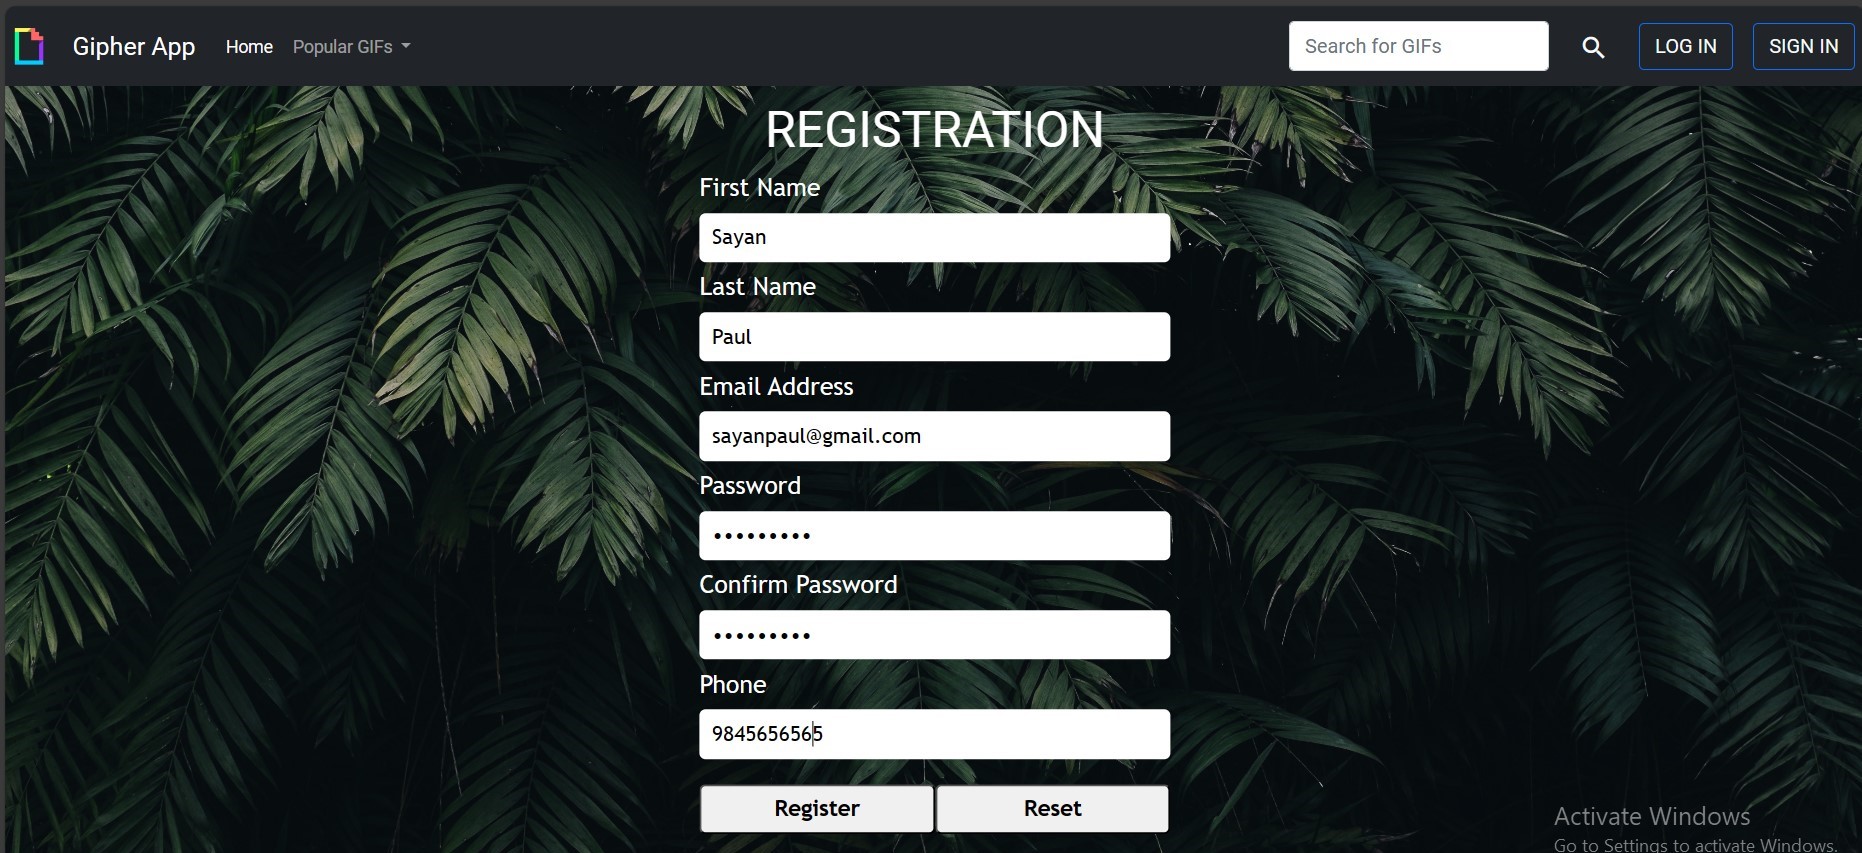 Gipher App Home Popular GIFs Search for GIFs LOG IN SIGN IN
REGISTRATION
First Name
Sayan
Last Name
Paul
Email Address
sayanpaul@gmail.com
Password
•••••••••
Confirm Password
•••••••••
Phone
9845656565
Register Reset
Activate Windows
Go to Settings to activate Windows.